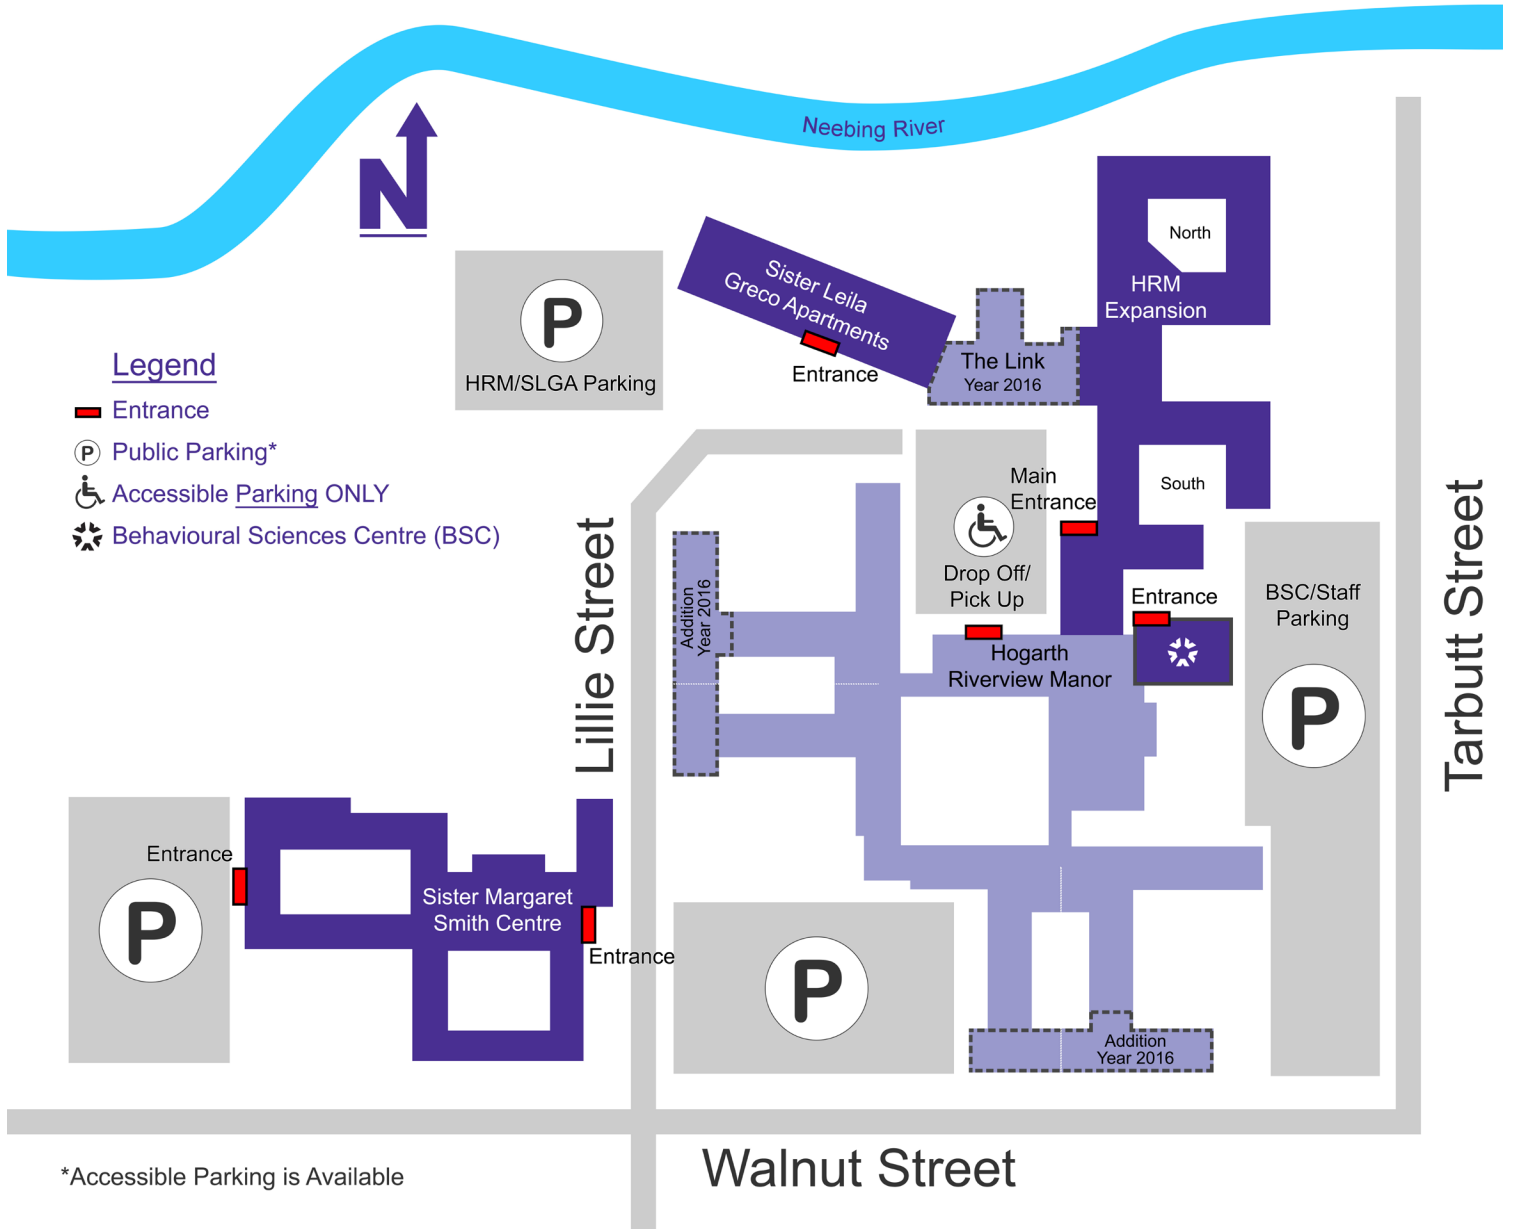 Neebing River
N
North
HRM
Expansion
Sister Leila
Greco Apartments
Entrance
The Link
Year 2016
P
HRM/SLGA Parking
Legend
Entrance
P
Public Parking*
Accessible Parking ONLY
Behavioural Sciences Centre (BSC)
Main
Entrance
South
Drop Off/
Pick Up
Entrance
BSC/Staff
Parking
P
Addition
Year 2016
Hogarth
Riverview Manor
Lillie Street
Tarbutt Street
Entrance
P
Sister Margaret
Smith Centre
Entrance
P
Addition
Year 2016
Walnut Street
*Accessible Parking is Available